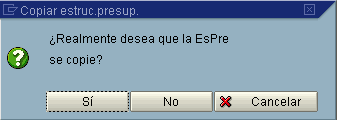 Copiar estruc.presup.
¿Realmente desea que la EsPre
se copie?
Sí
No
Cancelar